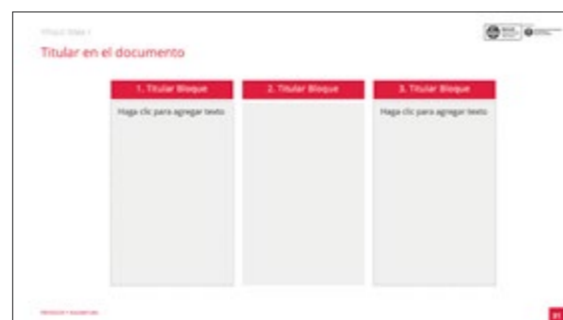 Titular en el documento
1. Titular Bloque
2. Titular Bloque
3. Titular Bloque
Haga clic para agregar texto
Haga clic para agregar texto